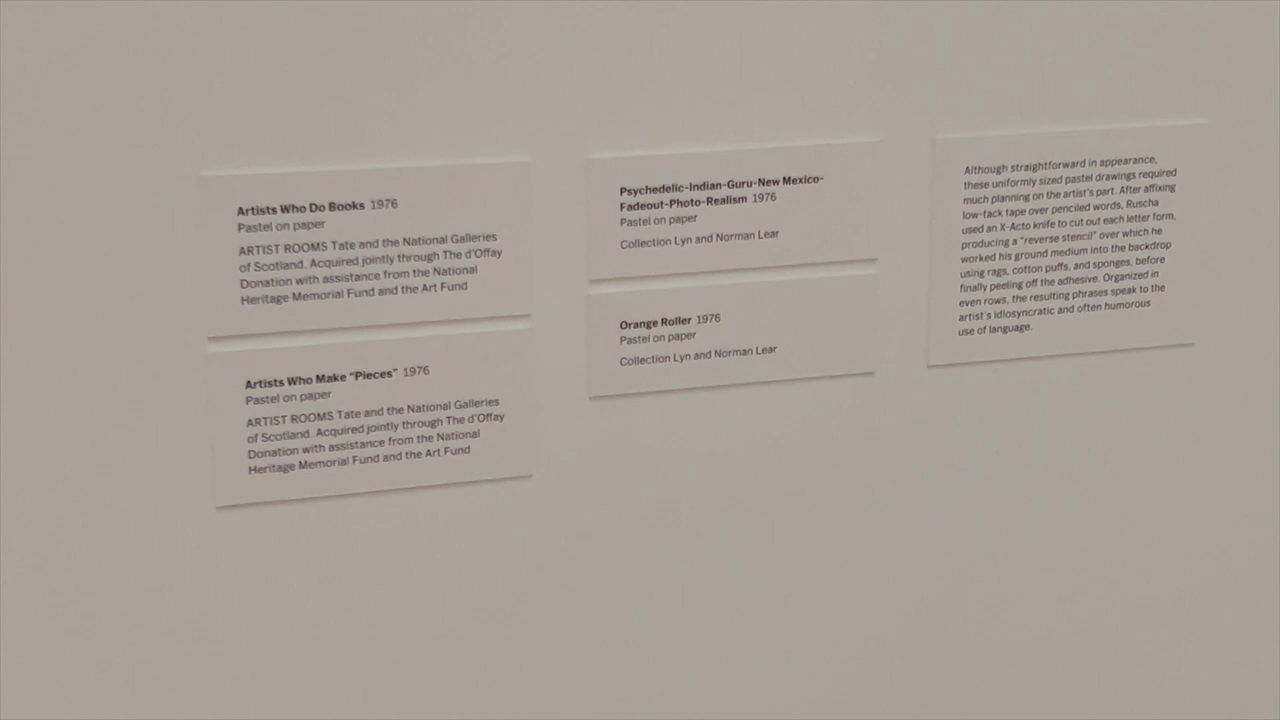 Artists Who Do Books 1976
Pastel on paper
ARTIST ROOMS Tate and the National Galleries
of Scotland. Acquired jointly through The d'Offay
Donation with assistance from the National
Heritage Memorial Fund and the Art Fund
Artists Who Make "Pieces" 1976
Pastel on paper
ARTIST ROOMS Tate and the National Galleries
of Scotland. Acquired jointly through The d'Offay
Donation with assistance from the National
Heritage Memorial Fund and the Art Fund
Psychedelic-Indian-Guru-New Mexico-
Fadeout-Photo-Realism 1976
Pastel on paper
Collection Lyn and Norman Lear
Orange Roller 1976
Pastel on paper
Collection Lyn and Norman Lear
Although straightforward in appearance,
these uniformly sized pastel drawings required
much planning on the artist's part. After affixing
low-tack tape over penciled words, Ruscha
used an X-Acto knife to cut out each letter form,
producing a "reverse stencil" over which he
worked his ground medium into the backdrop
using rags, cotton puffs, and sponges, before
finally peeling off the adhesive. Organized in
even rows, the resulting phrases speak to the
artist's idiosyncratic and often humorous
use of language.